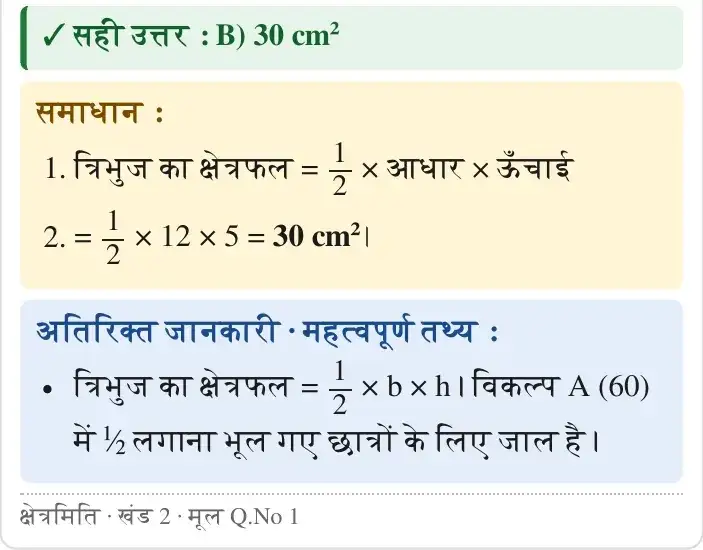 ✓ सही उत्तर : B) 30 cm²
समाधान :
1. त्रिभुज का क्षेत्रफल = 1/2 × आधार × ऊँचाई
2. = 1/2 × 12 × 5 = 30 cm²।
अतिरिक्त जानकारी · महत्वपूर्ण तथ्य :
• त्रिभुज का क्षेत्रफल = 1/2 × b × h। विकल्प A (60)
में ½ लगाना भूल गए छात्रों के लिए जाल है।
क्षेत्रमिति · खंड 2 · मूल Q.No 1